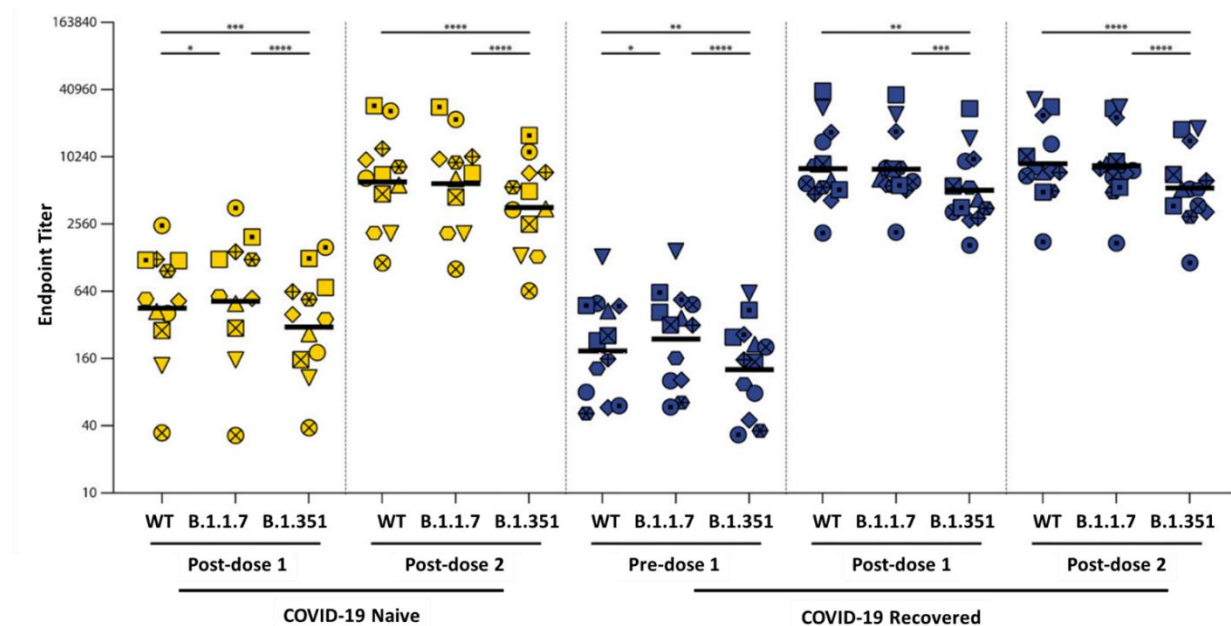 163840
40960
10240
2560
640
160
40
10
Endpoint Titer
*** **** ** ** ****
* **** **** * **** *** ****
WT B.1.1.7 B.1.351 WT B.1.1.7 B.1.351 WT B.1.1.7 B.1.351 WT B.1.1.7 B.1.351 WT B.1.1.7 B.1.351
Post-dose 1 Post-dose 2 Pre-dose 1 Post-dose 1 Post-dose 2
COVID-19 Naive COVID-19 Recovered